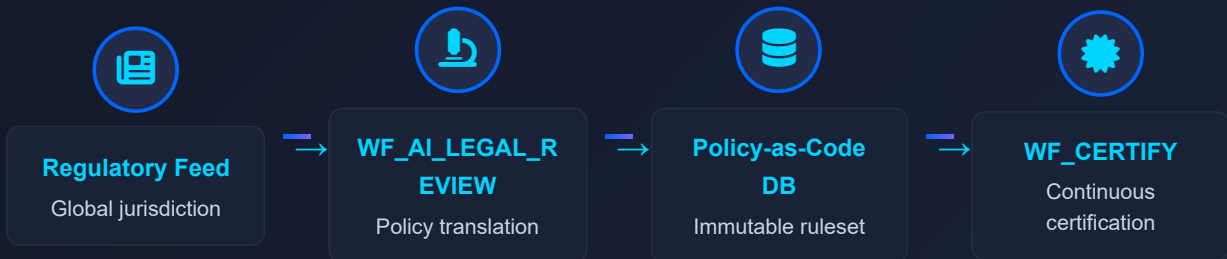 Regulatory Feed
Global jurisdiction
WF_AI_LEGAL_R
EVIEW
Policy translation
Policy-as-Code
DB
Immutable ruleset
WF_CERTIFY
Continuous
certification